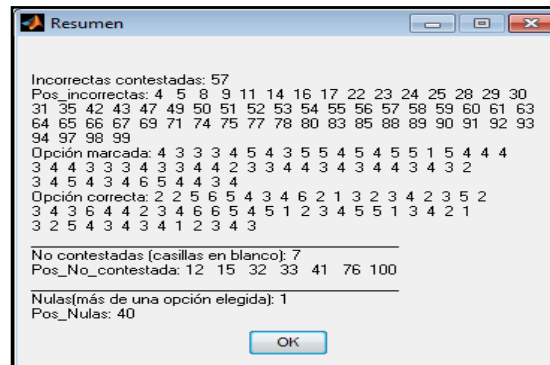 Resumen
Incorrectas contestadas: 57
Pos_incorrectas: 4 5 8 9 11 14 16 17 22 23 24 25 28 29 30
31 35 42 43 47 49 50 51 52 53 54 55 56 57 58 59 60 61 63
64 65 66 67 69 71 74 75 77 78 80 83 85 88 89 90 91 92 93
94 97 98 99
Opción marcada: 4 3 3 3 4 5 4 3 5 5 4 5 4 5 5 1 5 4 4 4
3 4 4 3 3 3 4 3 3 4 4 2 3 3 4 4 3 4 3 4 4 3 4 3 2
3 4 5 4 3 4 6 5 4 4 3 4
Opción correcta: 2 2 5 6 5 4 3 4 6 2 1 3 2 3 4 2 3 5 2
3 4 3 6 4 4 2 3 4 6 6 5 4 5 1 2 3 4 5 5 1 3 4 2 1
3 2 5 4 3 4 3 4 1 2 3 4 3
No contestadas (casillas en blanco): 7
Pos_No_contestada: 12 15 32 33 41 76 100
Nulas(más de una opción elegida): 1
Pos_Nulas: 40
OK